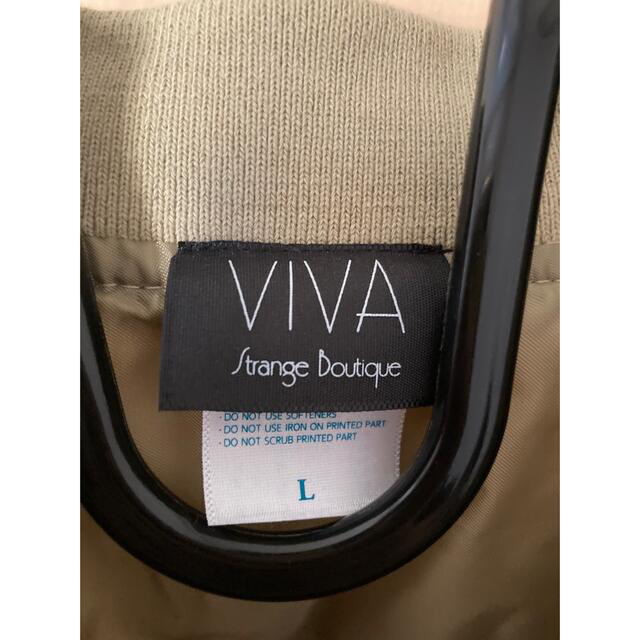 VIVA
Strange Boutique
· DO NOT USE SOFTENERS
· DO NOT USE IRON ON PRINTED PART
· DO NOT SCRUB PRINTED PART
L